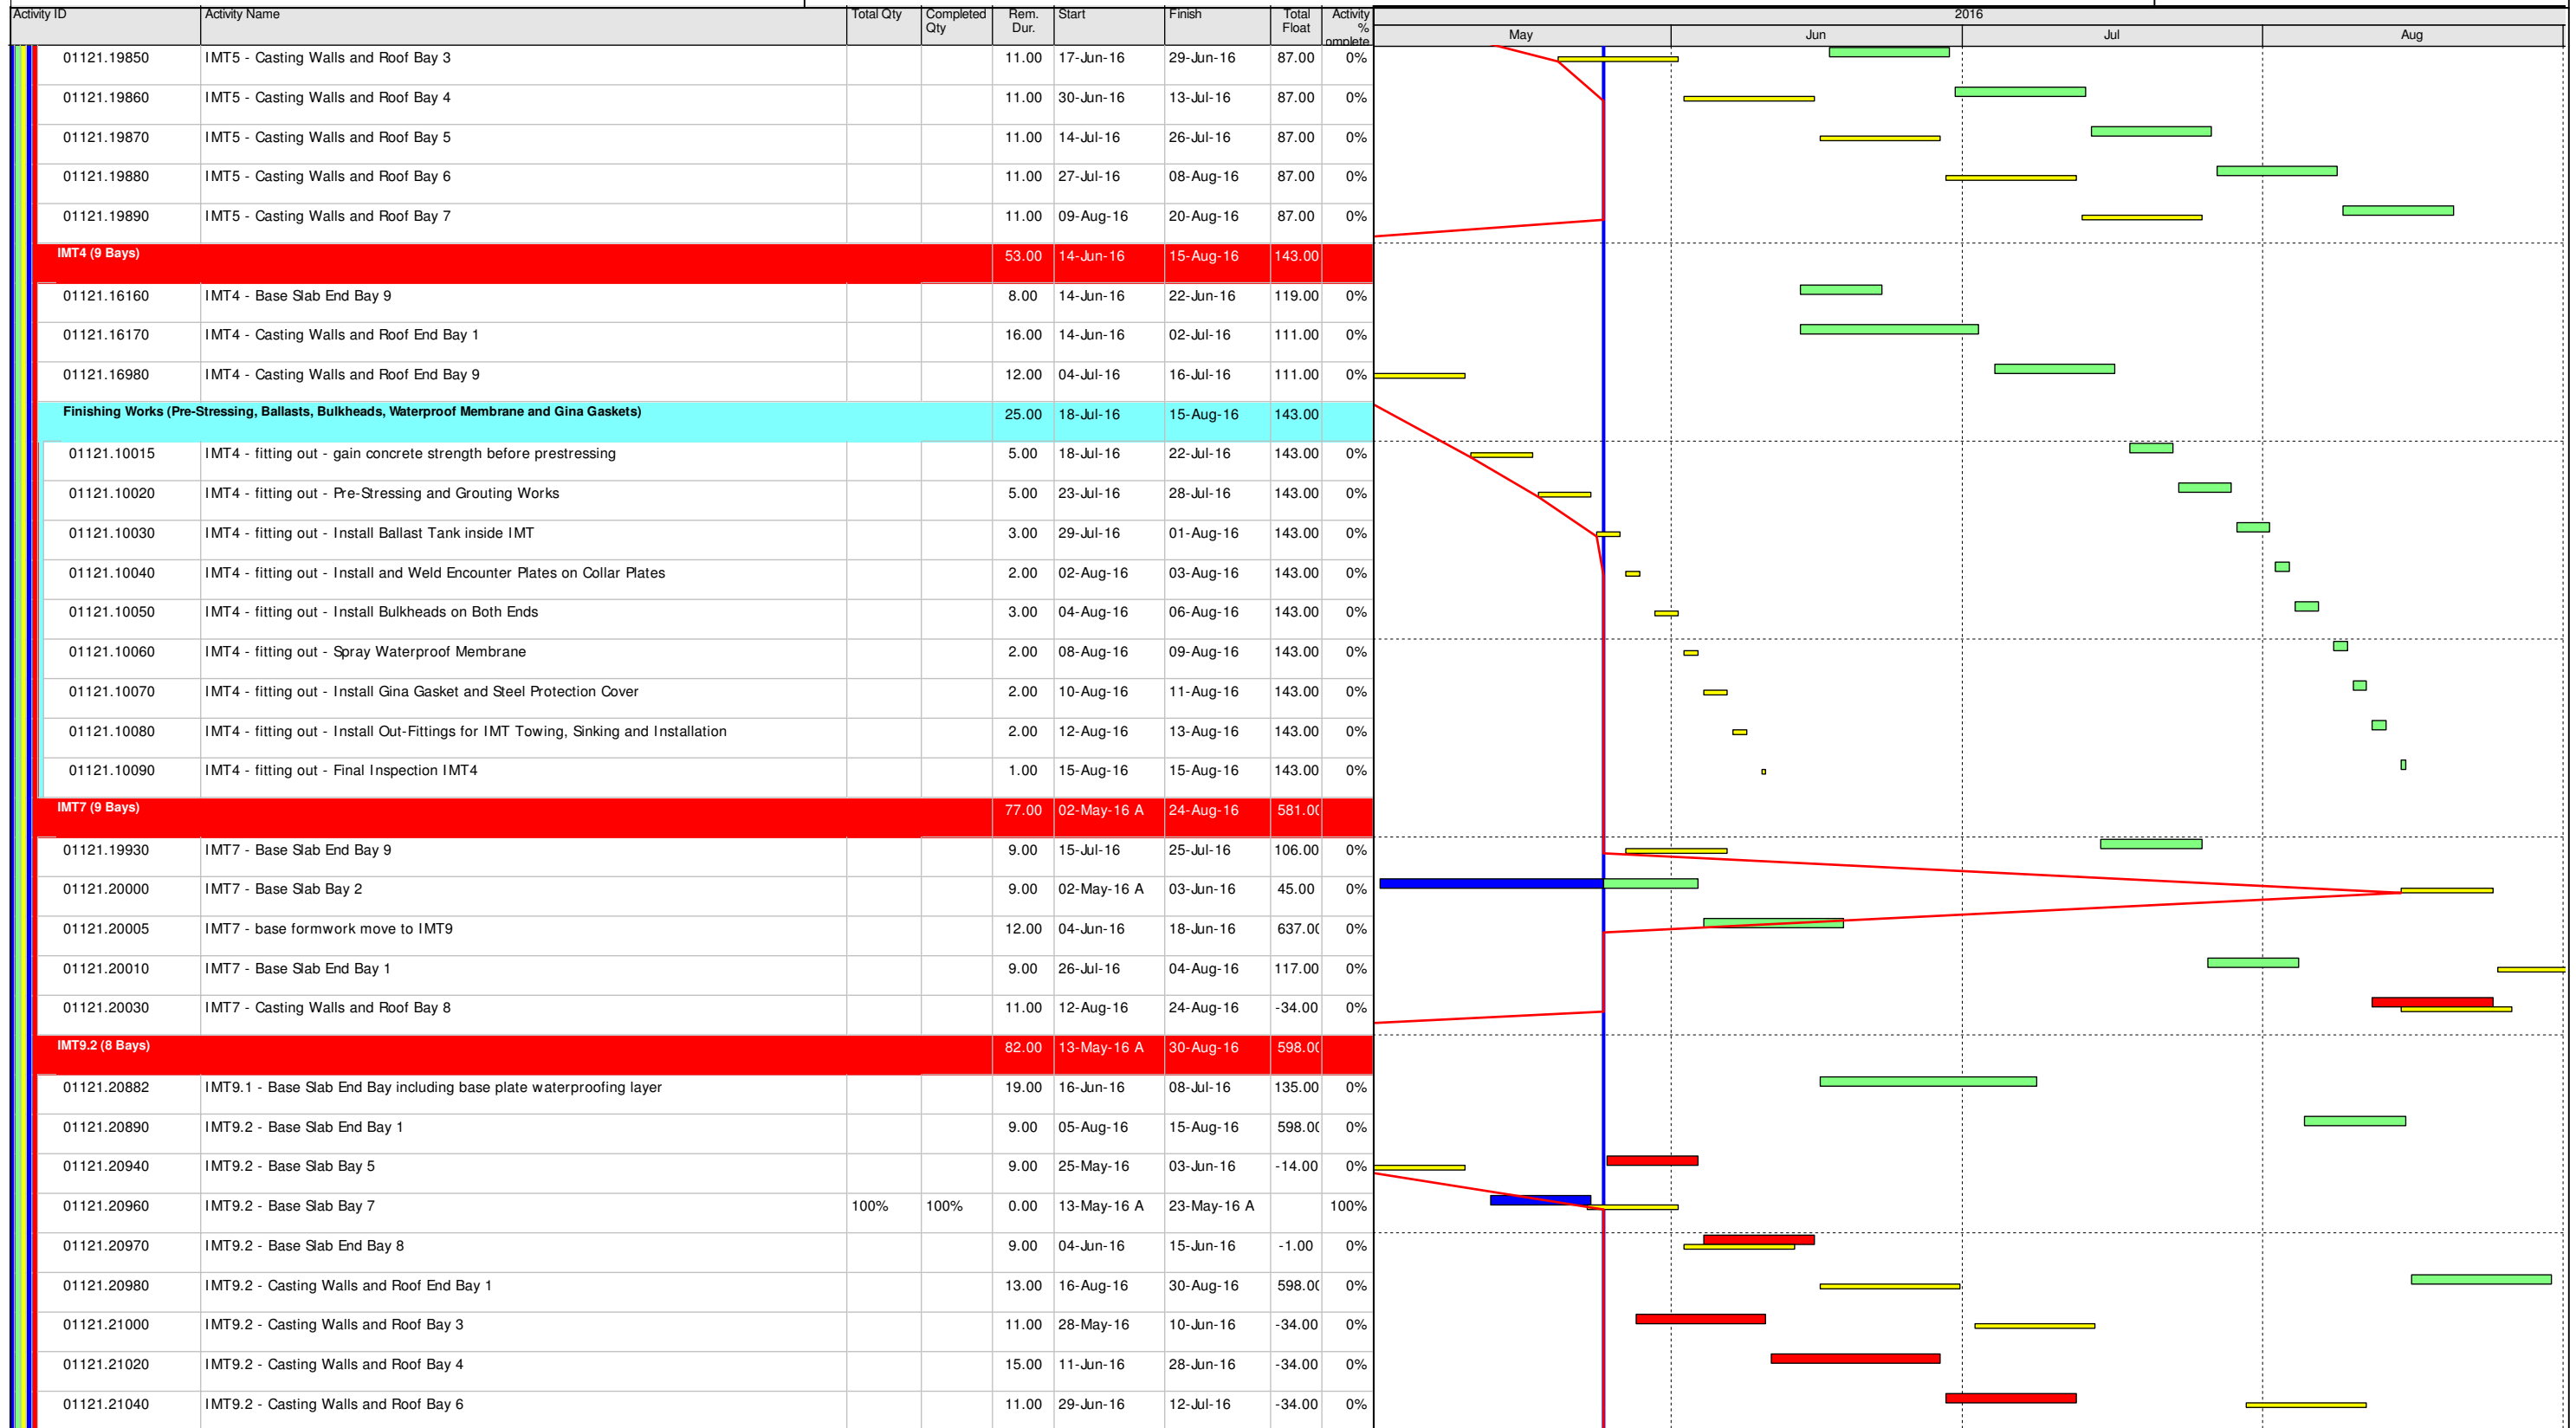 Activity ID Activity Name Total Qty Completed Qty Rem. Dur. Start Finish Total Float Activity % omplete 2016
May Jun Jul Aug
01121.19850 IMT5 - Casting Walls and Roof Bay 3 11.00 17-Jun-16 29-Jun-16 87.00 0%
01121.19860 IMT5 - Casting Walls and Roof Bay 4 11.00 30-Jun-16 13-Jul-16 87.00 0%
01121.19870 IMT5 - Casting Walls and Roof Bay 5 11.00 14-Jul-16 26-Jul-16 87.00 0%
01121.19880 IMT5 - Casting Walls and Roof Bay 6 11.00 27-Jul-16 08-Aug-16 87.00 0%
01121.19890 IMT5 - Casting Walls and Roof Bay 7 11.00 09-Aug-16 20-Aug-16 87.00 0%
IMT4 (9 Bays) 53.00 14-Jun-16 15-Aug-16 143.00
01121.16160 IMT4 - Base Slab End Bay 9 8.00 14-Jun-16 22-Jun-16 119.00 0%
01121.16170 IMT4 - Casting Walls and Roof End Bay 1 16.00 14-Jun-16 02-Jul-16 111.00 0%
01121.16980 IMT4 - Casting Walls and Roof End Bay 9 12.00 04-Jul-16 16-Jul-16 111.00 0%
Finishing Works (Pre-Stressing, Ballasts, Bulkheads, Waterproof Membrane and Gina Gaskets) 25.00 18-Jul-16 15-Aug-16 143.00
01121.10015 IMT4 - fitting out - gain concrete strength before prestressing 5.00 18-Jul-16 22-Jul-16 143.00 0%
01121.10020 IMT4 - fitting out - Pre-Stressing and Grouting Works 5.00 23-Jul-16 28-Jul-16 143.00 0%
01121.10030 IMT4 - fitting out - Install Ballast Tank inside IMT 3.00 29-Jul-16 01-Aug-16 143.00 0%
01121.10040 IMT4 - fitting out - Install and Weld Encounter Plates on Collar Plates 2.00 02-Aug-16 03-Aug-16 143.00 0%
01121.10050 IMT4 - fitting out - Install Bulkheads on Both Ends 3.00 04-Aug-16 06-Aug-16 143.00 0%
01121.10060 IMT4 - fitting out - Spray Waterproof Membrane 2.00 08-Aug-16 09-Aug-16 143.00 0%
01121.10070 IMT4 - fitting out - Install Gina Gasket and Steel Protection Cover 2.00 10-Aug-16 11-Aug-16 143.00 0%
01121.10080 IMT4 - fitting out - Install Out-Fittings for IMT Towing, Sinking and Installation 2.00 12-Aug-16 13-Aug-16 143.00 0%
01121.10090 IMT4 - fitting out - Final Inspection IMT4 1.00 15-Aug-16 15-Aug-16 143.00 0%
IMT7 (9 Bays) 77.00 02-May-16 A 24-Aug-16 581.00
01121.19930 IMT7 - Base Slab End Bay 9 9.00 15-Jul-16 25-Jul-16 106.00 0%
01121.20000 IMT7 - Base Slab Bay 2 9.00 02-May-16 A 03-Jun-16 45.00 0%
01121.20005 IMT7 - base formwork move to IMT9 12.00 04-Jun-16 18-Jun-16 637.00 0%
01121.20010 IMT7 - Base Slab End Bay 1 9.00 26-Jul-16 04-Aug-16 117.00 0%
01121.20030 IMT7 - Casting Walls and Roof Bay 8 11.00 12-Aug-16 24-Aug-16 -34.00 0%
IMT9.2 (8 Bays) 82.00 13-May-16 A 30-Aug-16 598.00
01121.20882 IMT9.1 - Base Slab End Bay including base plate waterproofing layer 19.00 16-Jun-16 08-Jul-16 135.00 0%
01121.20890 IMT9.2 - Base Slab End Bay 1 9.00 05-Aug-16 15-Aug-16 598.00 0%
01121.20940 IMT9.2 - Base Slab Bay 5 9.00 25-May-16 03-Jun-16 -14.00 0%
01121.20960 IMT9.2 - Base Slab Bay 7 100% 100% 0.00 13-May-16 A 23-May-16 A 100%
01121.20970 IMT9.2 - Base Slab End Bay 8 9.00 04-Jun-16 15-Jun-16 -1.00 0%
01121.20980 IMT9.2 - Casting Walls and Roof End Bay 1 13.00 16-Aug-16 30-Aug-16 598.00 0%
01121.21000 IMT9.2 - Casting Walls and Roof Bay 3 11.00 28-May-16 10-Jun-16 -34.00 0%
01121.21020 IMT9.2 - Casting Walls and Roof Bay 4 15.00 11-Jun-16 28-Jun-16 -34.00 0%
01121.21040 IMT9.2 - Casting Walls and Roof Bay 6 11.00 29-Jun-16 12-Jul-16 -34.00 0%